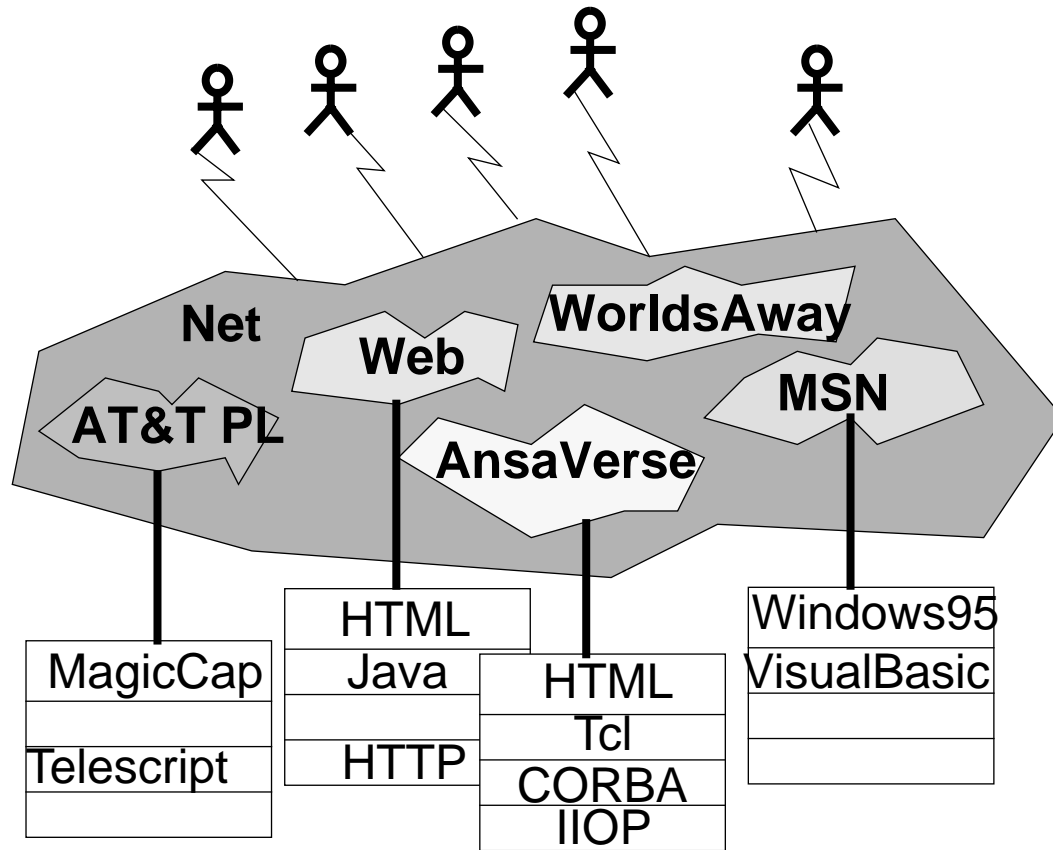 Net
WorldsAway
Web
MSN
AT&T PL
AnsaVerse
MagicCap
Telescript
HTML
Java
HTTP
HTML
Tcl
CORBA
IIOP
Windows95
VisualBasic